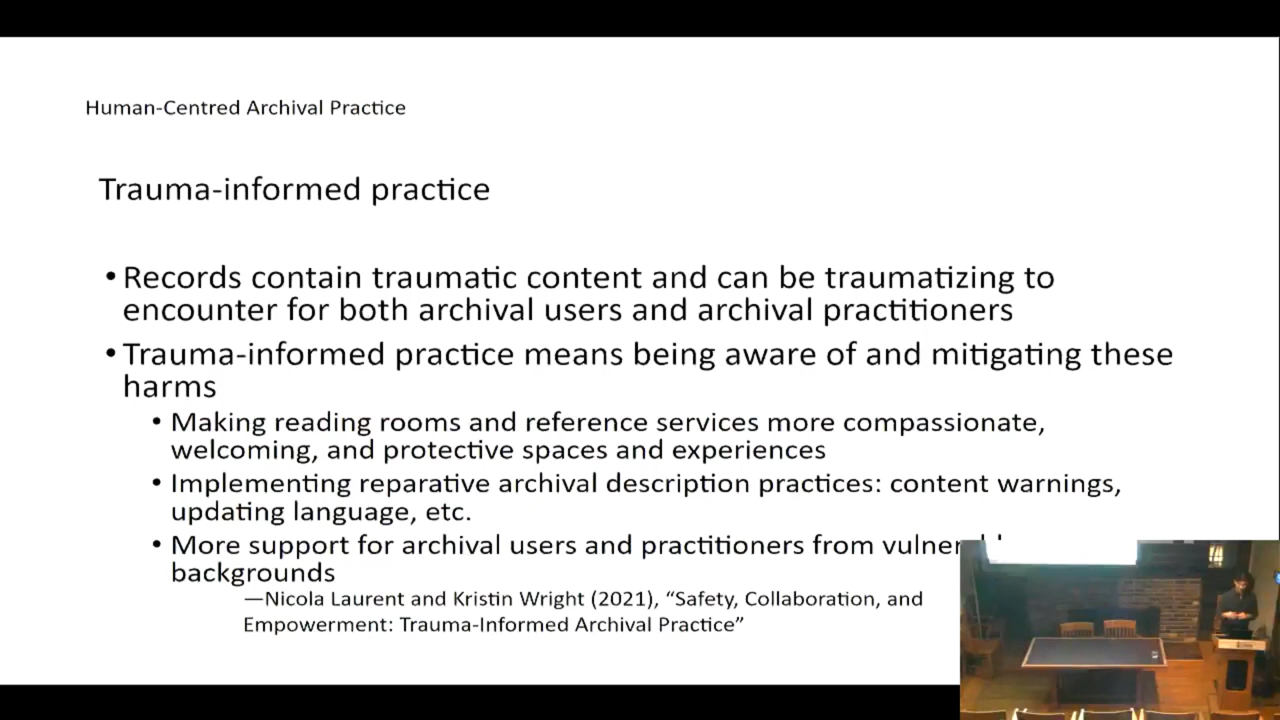 Human-Centred Archival Practice
Trauma-informed practice
• Records contain traumatic content and can be traumatizing to
encounter for both archival users and archival practitioners
• Trauma-informed practice means being aware of and mitigating these
harms
• Making reading rooms and reference services more compassionate,
welcoming, and protective spaces and experiences
• Implementing reparative archival description practices: content warnings,
updating language, etc.
• More support for archival users and practitioners from
backgrounds
—Nicola Laurent and Kristin Wright (2021), “Safety, Collaboration, and
Empowerment: Trauma-Informed Archival Practice”